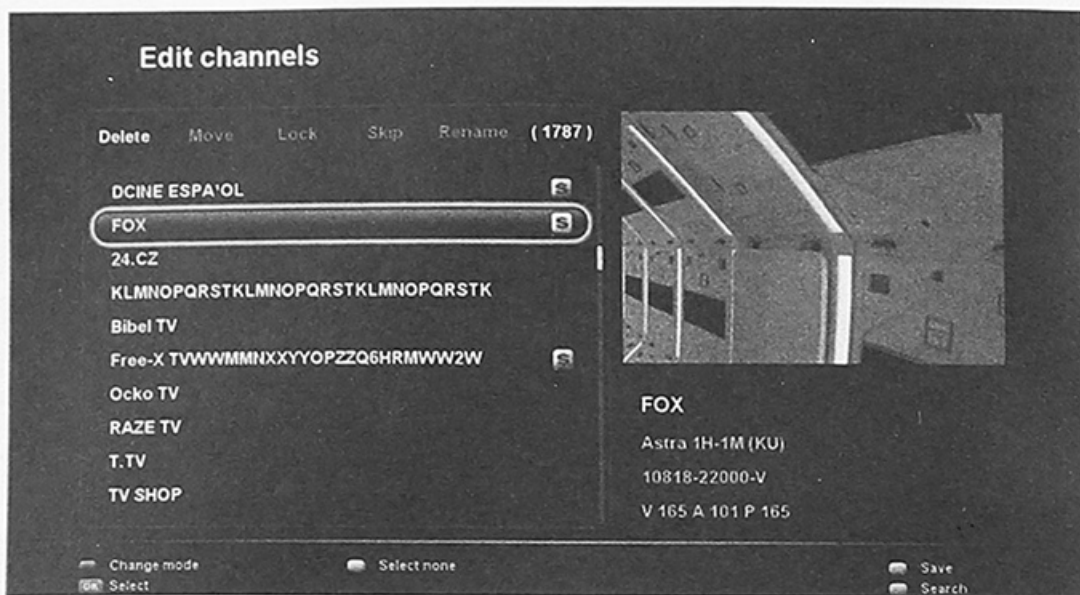 Edit channels
Delete Move Lock Skip Rename (1787)
DCINE ESPA'OL S
FOX S
24.CZ
KLMNOPQRSTKLMNOPQRSTKLMNOPQRSTK
Bibel TV
Free-X TVWWWMMNXXYYOPZZQ6HRMWW2W S
Ocko TV
RAZE TV
T.TV
TV SHOP
FOX
Astra 1H-1M (KU)
10818-22000-V
V 165 A 101 P 165
Change mode Select none Save
OK Select Search